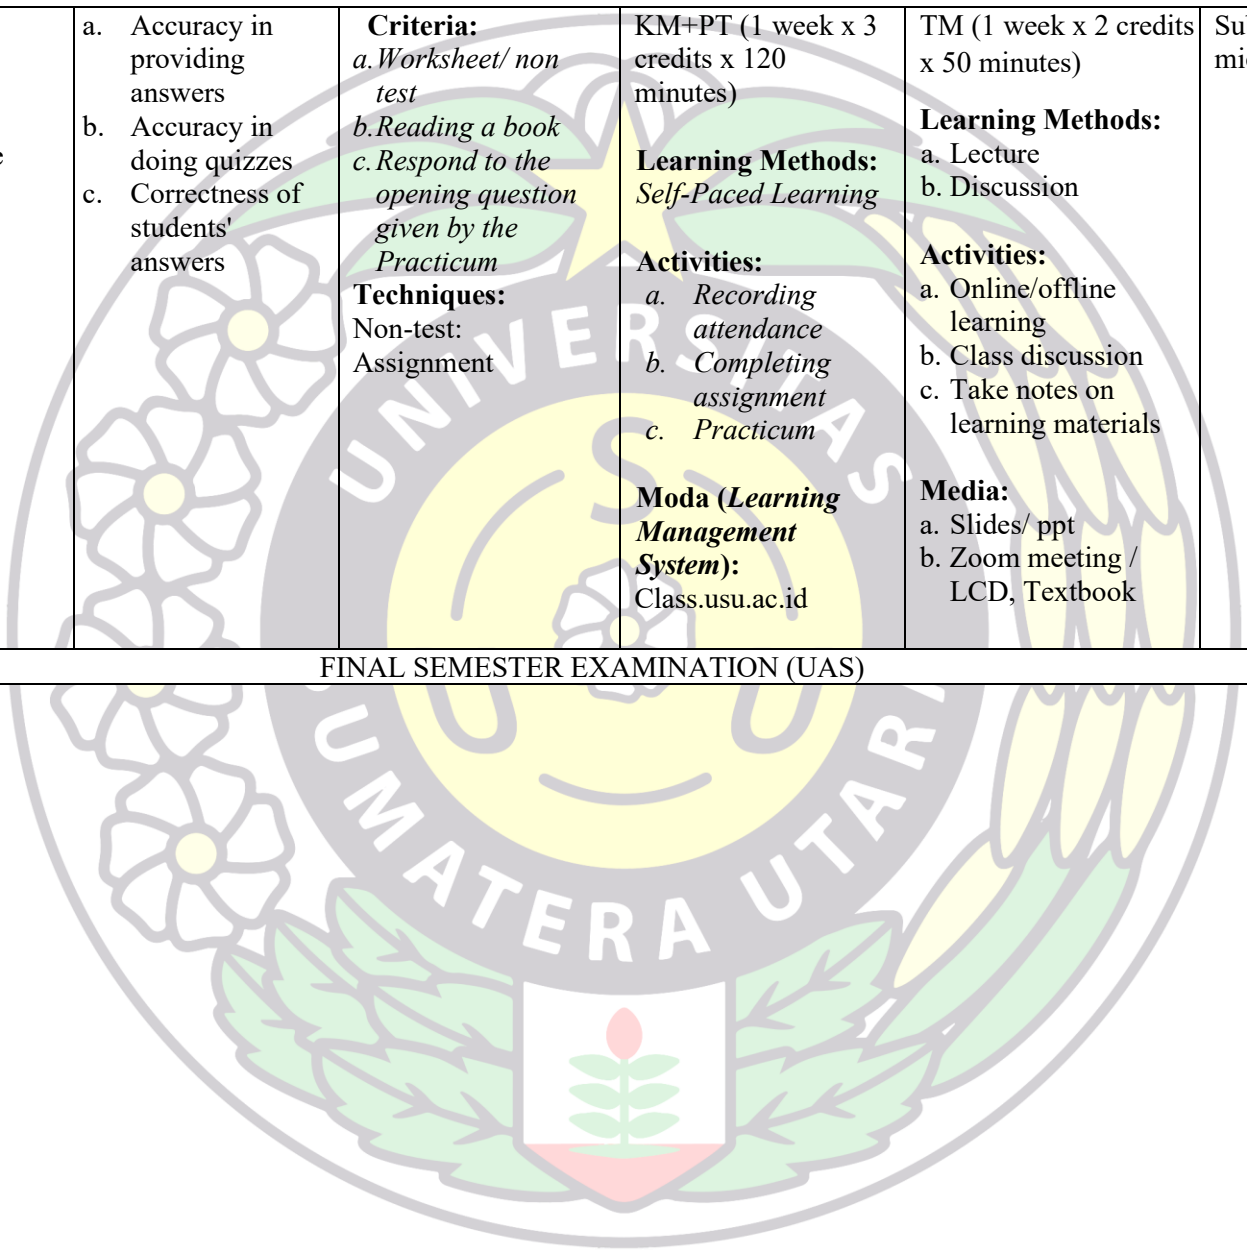 e
a. Accuracy in
providing
answers
b. Accuracy in
doing quizzes
c. Correctness of
students'
answers
Criteria:
a. Worksheet/ non
test
b. Reading a book
c. Respond to the
opening question
given by the
Practicum
Techniques:
Non-test:
Assignment
KM+PT (1 week x 3
credits x 120
minutes)
Learning Methods:
Self-Paced Learning
Activities:
a. Recording
attendance
b. Completing
assignment
c. Practicum
Moda (Learning
Management
System):
Class.usu.ac.id
TM (1 week x 2 credits
x 50 minutes)
Learning Methods:
a. Lecture
b. Discussion
Activities:
a. Online/offline
learning
b. Class discussion
c. Take notes on
learning materials
Media:
a. Slides/ ppt
b. Zoom meeting /
LCD, Textbook
FINAL SEMESTER EXAMINATION (UAS)
UNIVERSITAS
S
U U
UMATERA UTAR